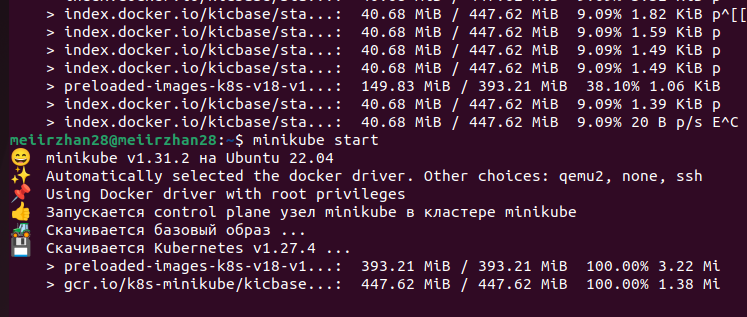 > index.docker.io/kicbase/sta...:  40.68 MiB / 447.62 MiB  9.09% 1.82 KiB p^[[
> index.docker.io/kicbase/sta...:  40.68 MiB / 447.62 MiB  9.09% 1.59 KiB p
> index.docker.io/kicbase/sta...:  40.68 MiB / 447.62 MiB  9.09% 1.49 KiB p
> index.docker.io/kicbase/sta...:  40.68 MiB / 447.62 MiB  9.09% 1.49 KiB p
> preloaded-images-k8s-v18-v1...:  149.83 MiB / 393.21 MiB  38.10% 1.06 KiB
> index.docker.io/kicbase/sta...:  40.68 MiB / 447.62 MiB  9.09% 1.39 KiB p
> index.docker.io/kicbase/sta...:  40.68 MiB / 447.62 MiB  9.09% 20 B p/s E^C
meiirzhan28@meiirzhan28:~$ minikube start
😄  minikube v1.31.2 на Ubuntu 22.04
✨  Automatically selected the docker driver. Other choices: qemu2, none, ssh
📌  Using Docker driver with root privileges
👍  Запускается control plane узел minikube в кластере minikube
🚜  Скачивается базовый образ ...
💾  Скачивается Kubernetes v1.27.4 ...
> preloaded-images-k8s-v18-v1...:  393.21 MiB / 393.21 MiB  100.00% 3.22 Mi
> gcr.io/k8s-minikube/kicbase...:  447.62 MiB / 447.62 MiB  100.00% 1.38 Mi